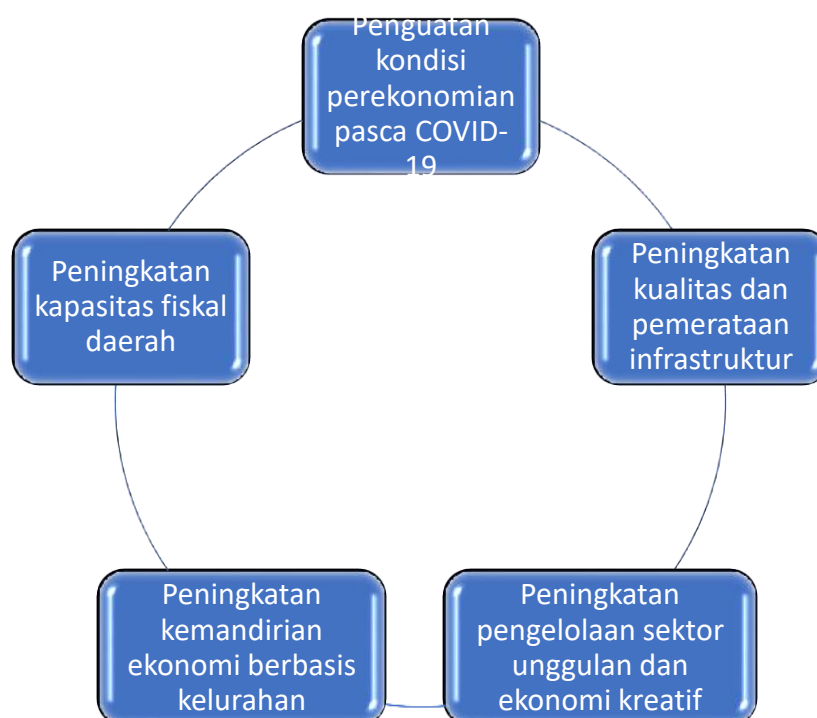 Penguatan
kondisi
perekonomian
pasca COVID-
19
Peningkatan
kualitas dan
pemerataan
infrastruktur
Peningkatan
pengelolaan sektor
unggulan dan
ekonomi kreatif
Peningkatan
kemandirian
ekonomi berbasis
kelurahan
Peningkatan
kapasitas fiskal
daerah